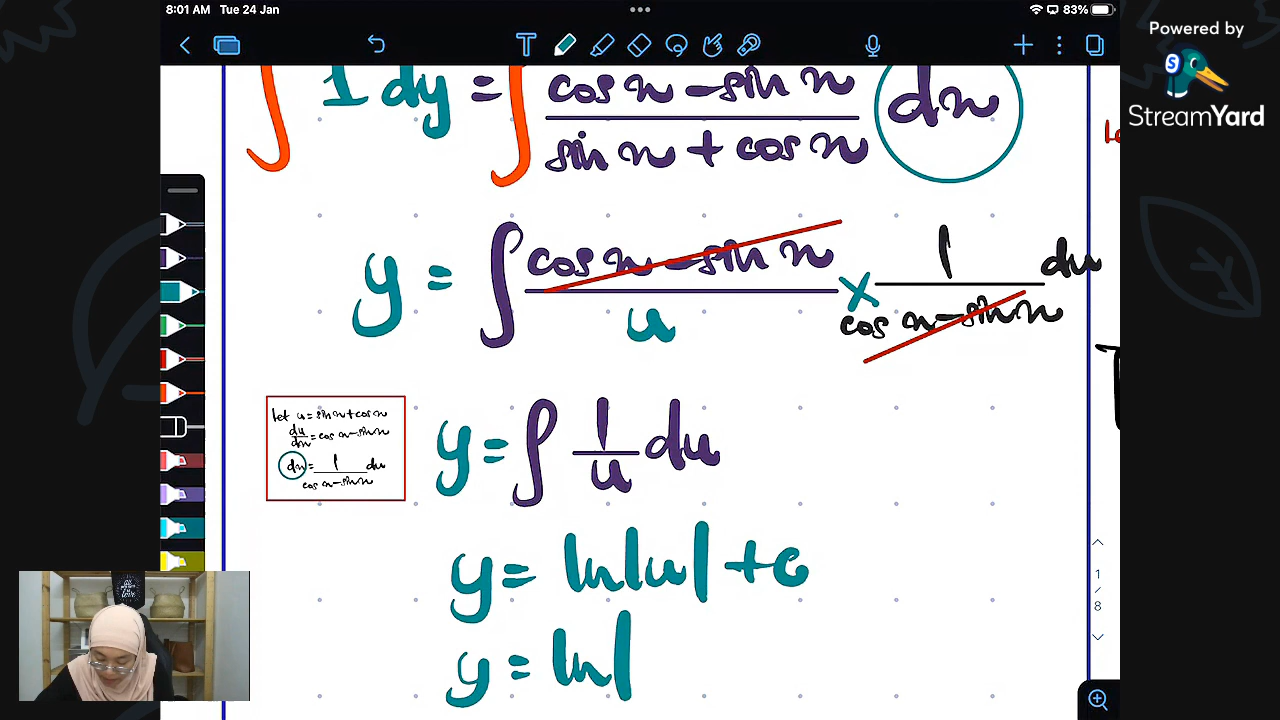 8:01 AM Tue 24 Jan
83%
Powered by
StreamYard
∫ 1 dy = ∫ (cos x - sin x)/(sin x + cos x) dx
y = ∫ (cos x - sin x)/u × 1/(cos x - sin x) du
let u = sin x + cos x
du/dx = cos x - sin x
dx = 1/(cos x - sin x) du
y = ∫ 1/u du
y = ln|u| + c
y = ln|
1/8